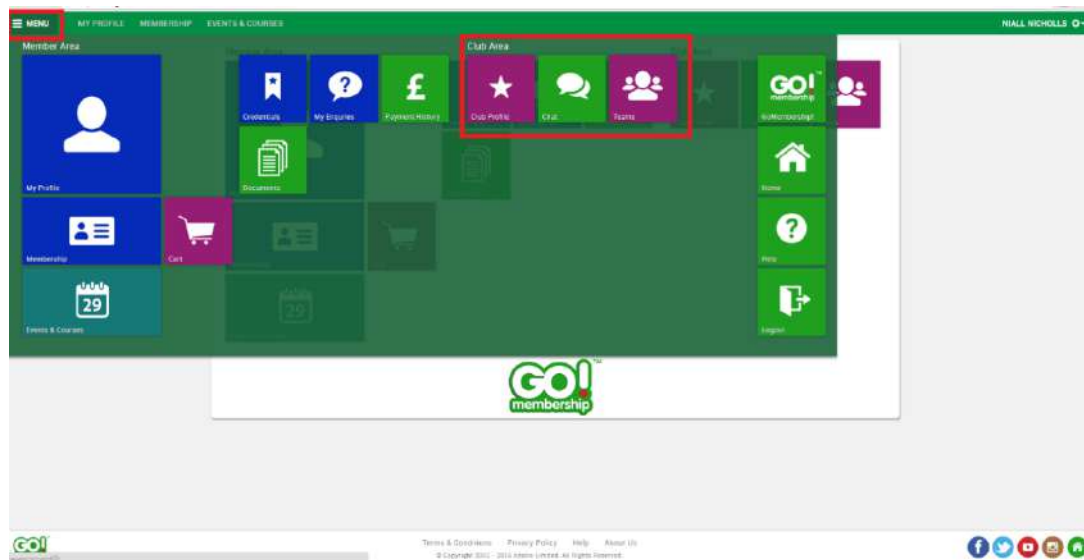 MENU
MY PROFILE
MEMBERSHIP
EVENTS & COURSES
NIALL NICHOLLS
Member Area
Club Area
Credentials
My Enquiries
£
Payment History
Club Profile
Chat
Teams
GO!
membership
GoMembership
My Profile
Documents
Home
Membership
Cart
Help
29
Events & Courses
Logout
GO!™
membership
GO!
Terms & Conditions
Privacy Policy
Help
About Us